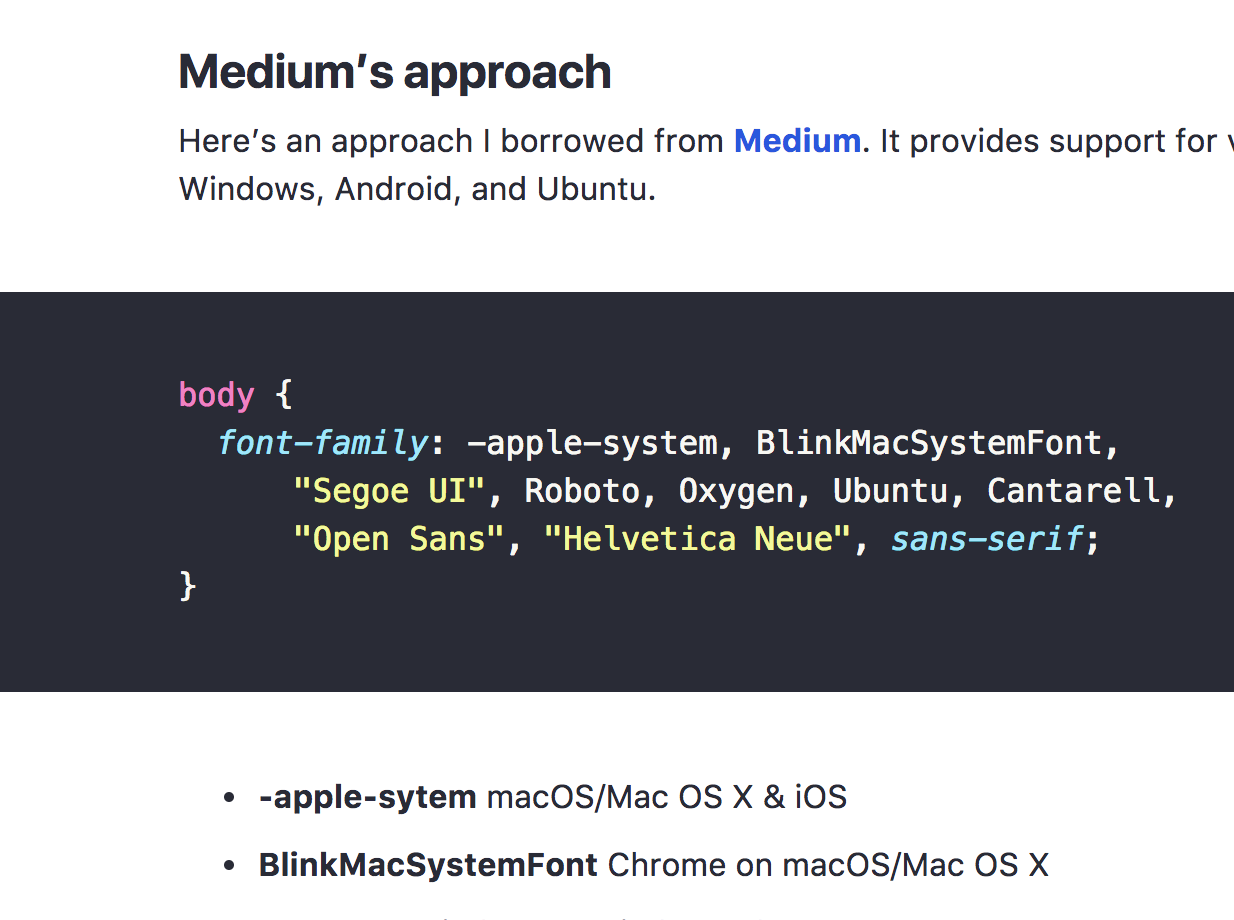 Medium’s approach
Here’s an approach I borrowed from Medium. It provides support for
Windows, Android, and Ubuntu.
body {
  font-family: -apple-system, BlinkMacSystemFont,
      "Segoe UI", Roboto, Oxygen, Ubuntu, Cantarell,
      "Open Sans", "Helvetica Neue", sans-serif;
}
• -apple-sytem macOS/Mac OS X & iOS
• BlinkMacSystemFont Chrome on macOS/Mac OS X